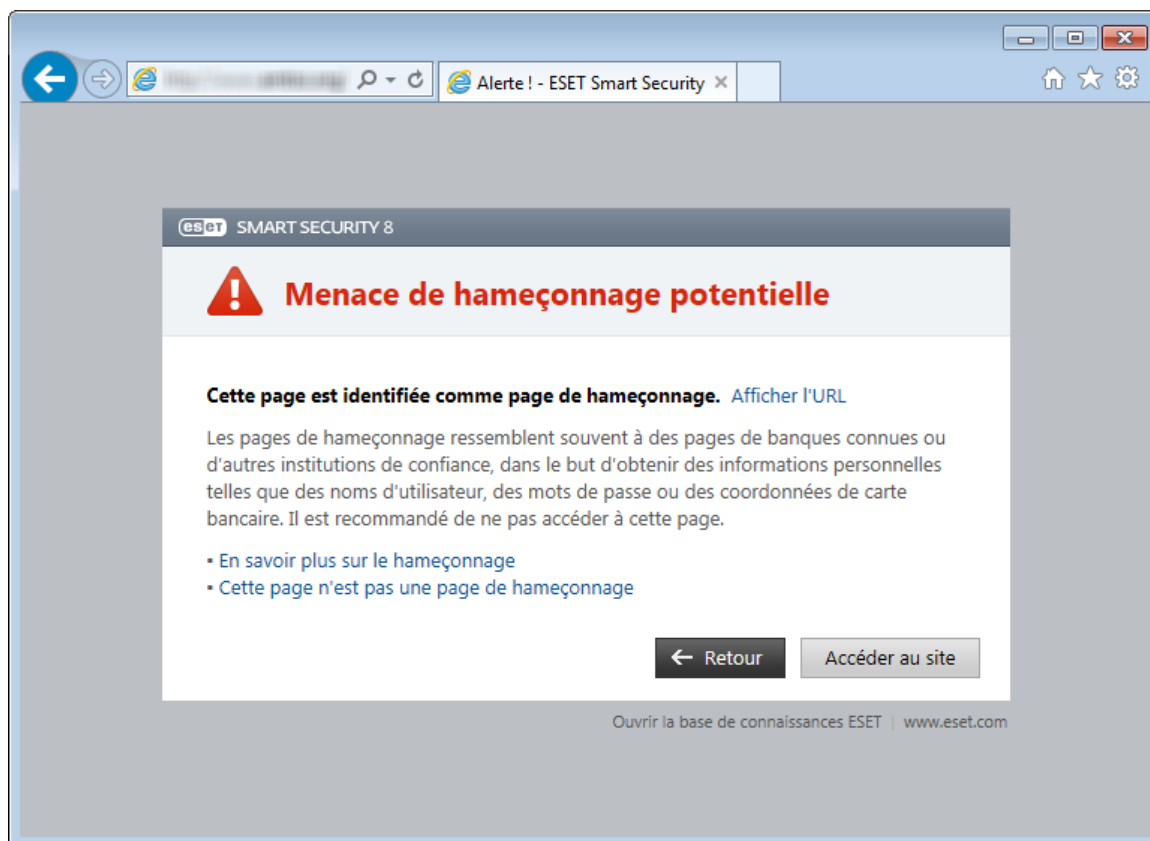 Alerte ! - ESET Smart Security
eset SMART SECURITY 8
Menace de hameçonnage potentielle
Cette page est identifiée comme page de hameçonnage. Afficher l'URL
Les pages de hameçonnage ressemblent souvent à des pages de banques connues ou
d'autres institutions de confiance, dans le but d'obtenir des informations personnelles
telles que des noms d'utilisateur, des mots de passe ou des coordonnées de carte
bancaire. Il est recommandé de ne pas accéder à cette page.
▪ En savoir plus sur le hameçonnage
▪ Cette page n'est pas une page de hameçonnage
Retour Accéder au site
Ouvrir la base de connaissances ESET | www.eset.com